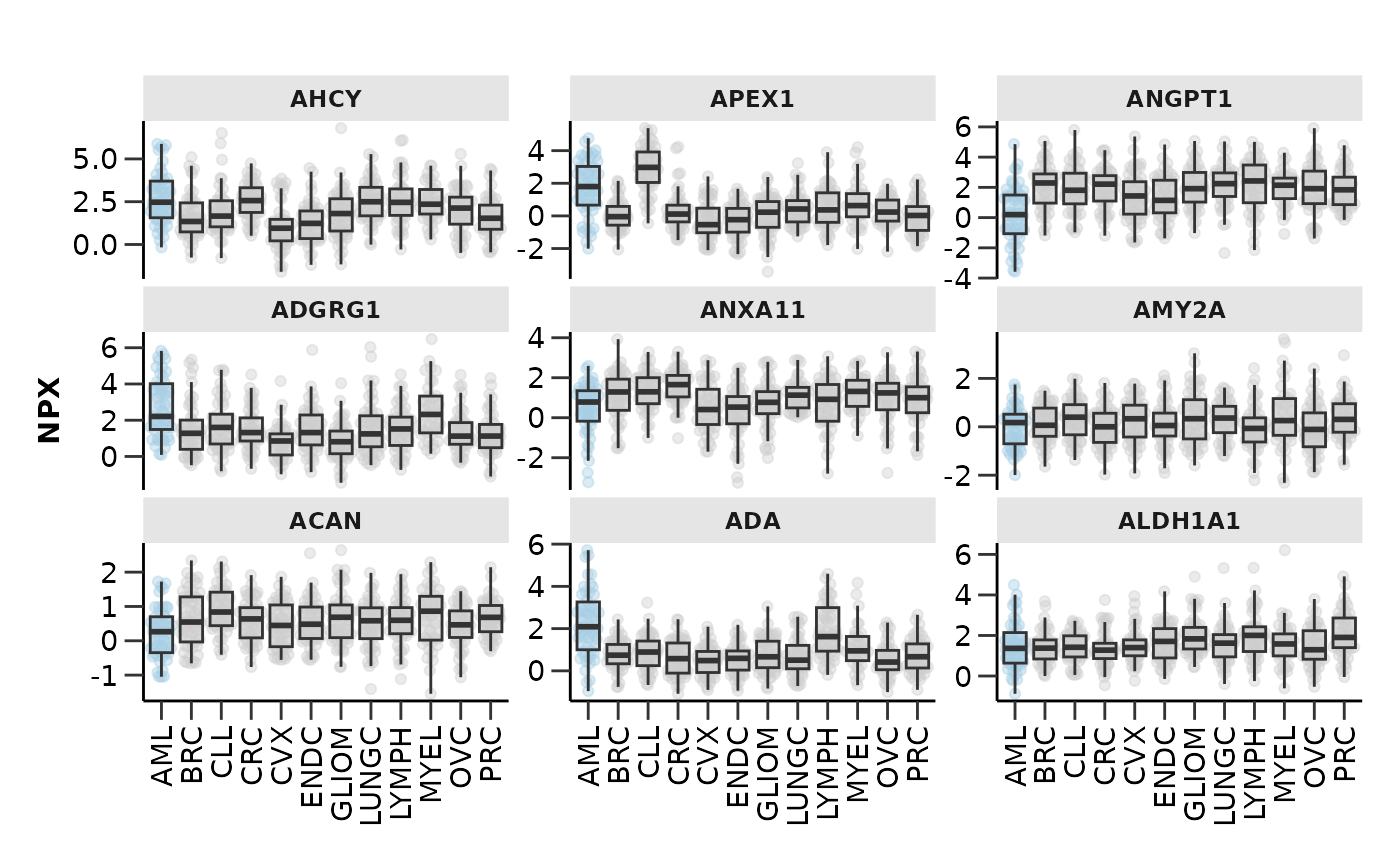 AHCY APEX1 ANGPT1
5.0 2.5 0.0
4 2 0 -2
6 4 2 0 -2 -4
ADGRG1 ANXA11 AMY2A
6 4 2 0
4 2 0 -2
2 0 -2
NPX
ACAN ADA ALDH1A1
2 1 0 -1
6 4 2 0
6 4 2 0
AML BRC CLL CRC CVX ENDC GLIOM LUNGC LYMPH MYEL OVC PRC
AML BRC CLL CRC CVX ENDC GLIOM LUNGC LYMPH MYEL OVC PRC
AML BRC CLL CRC CVX ENDC GLIOM LUNGC LYMPH MYEL OVC PRC